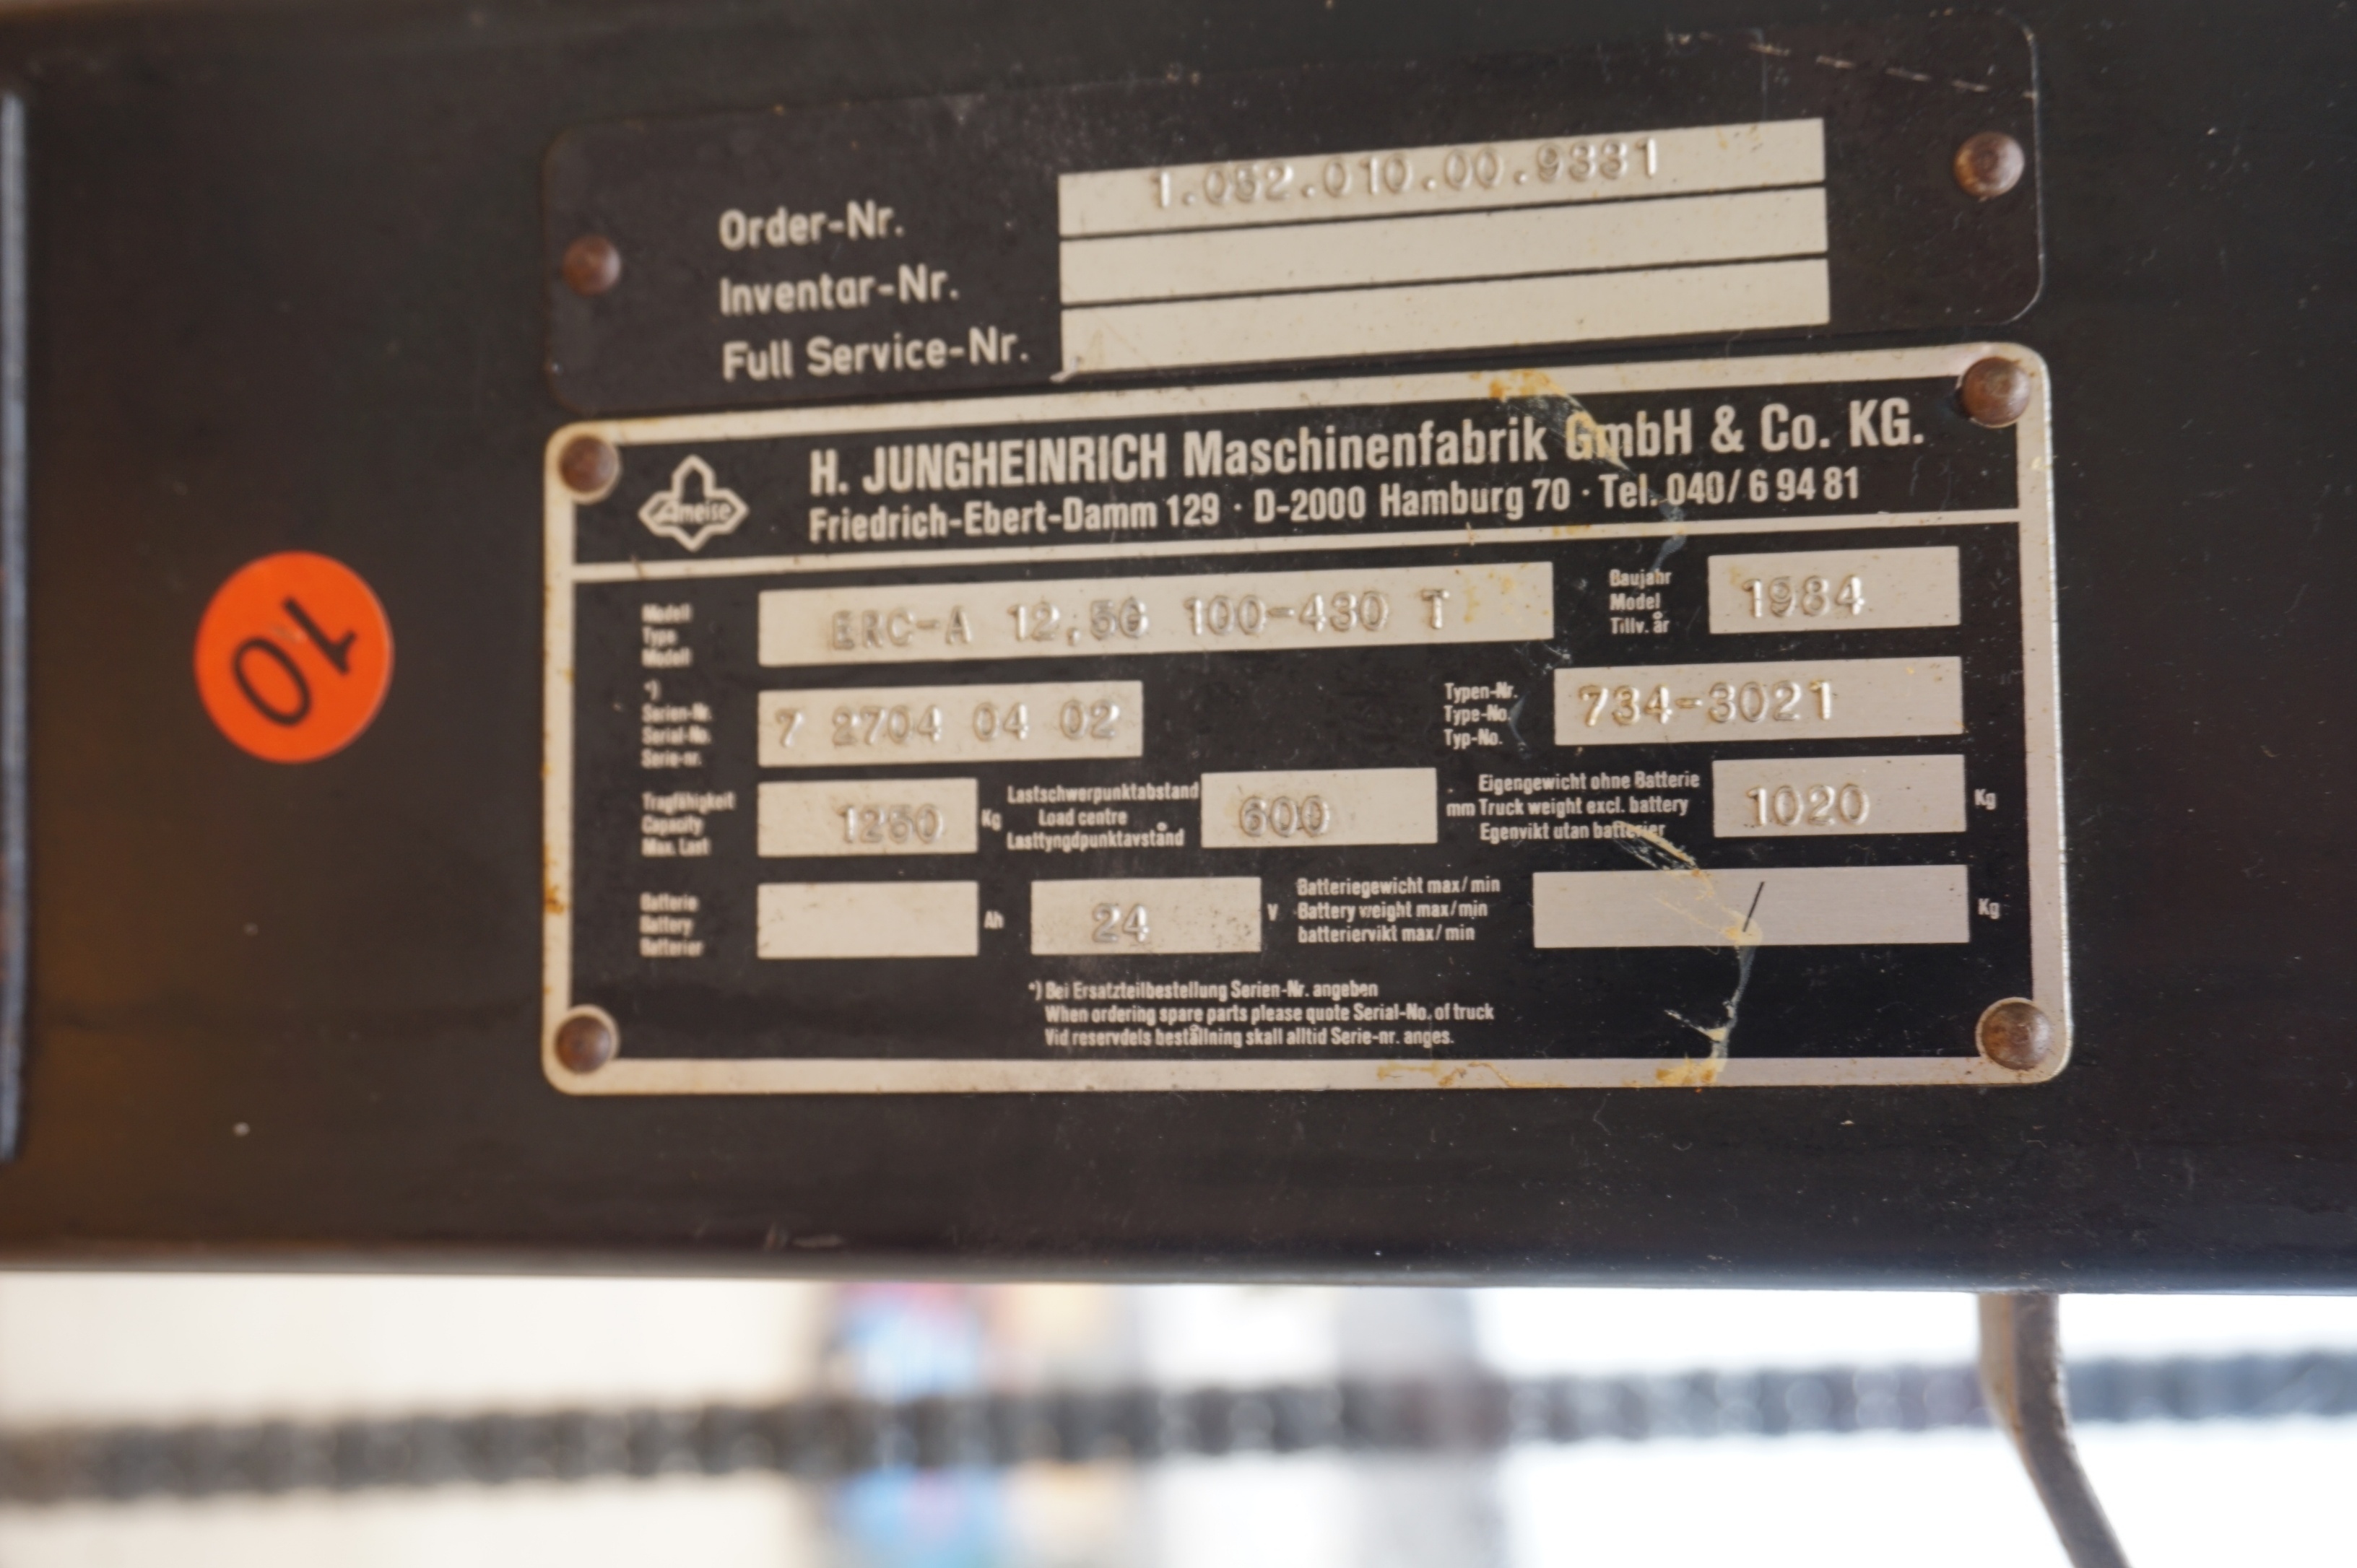 1.052.010.00.9331
Order-Nr.
Inventar-Nr.
Full Service-Nr.
Ameise
H. JUNGHEINRICH Maschinenfabrik GmbH & Co. KG.
Friedrich-Ebert-Damm 129 · D-2000 Hamburg 70 · Tel. 040/6 94 81
Modell
Type
Modell
ERC-A 12,5G 100-430 T
Baujahr
Model
Tillv. år
1984
*)
Serien-Nr.
Serial-No.
Serie-nr.
7 2704 04 02
Typen-Nr.
Type-No.
Typ-No.
734-3021
Tragfähigkeit
Capacity
Max. Last
1250 Kg
Lastschwerpunktabstand
Load centre
Lasttyngdpunktavstånd
600 mm
Eigengewicht ohne Batterie
Truck weight excl. battery
Egenvikt utan batterier
1020 Kg
Batterie
Battery
Batterier
Ah
24 V
Batteriegewicht max/min
Battery weight max/min
batteriervikt max/min
/ Kg
*) Bei Ersatzteilbestellung Serien-Nr. angeben
When ordering spare parts please quote Serial-No. of truck
Vid reservdels beställning skall alltid Serie-nr. anges.
10